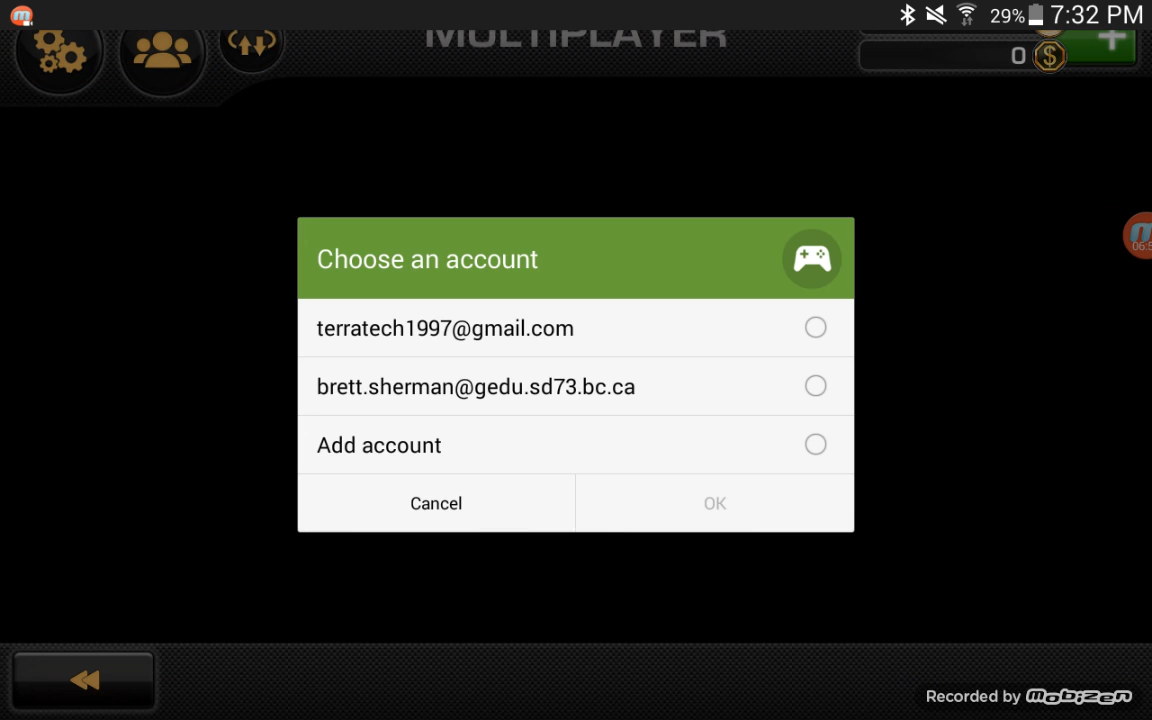 29% 7:32 PM
MULTIPLAYER
0
Choose an account
terratech1997@gmail.com
brett.sherman@gedu.sd73.bc.ca
Add account
Cancel OK
Recorded by mobizen